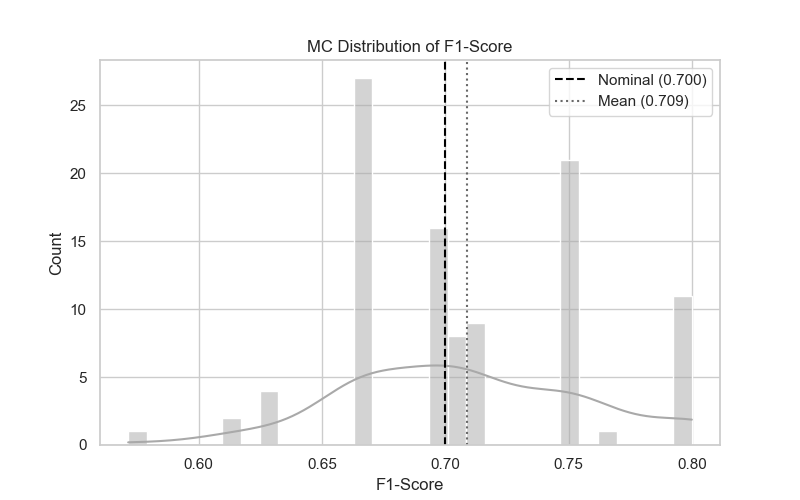 MC Distribution of F1-Score
Nominal (0.700)
Mean (0.709)
Count
25
20
15
10
5
0
0.60 0.65 0.70 0.75 0.80
F1-Score